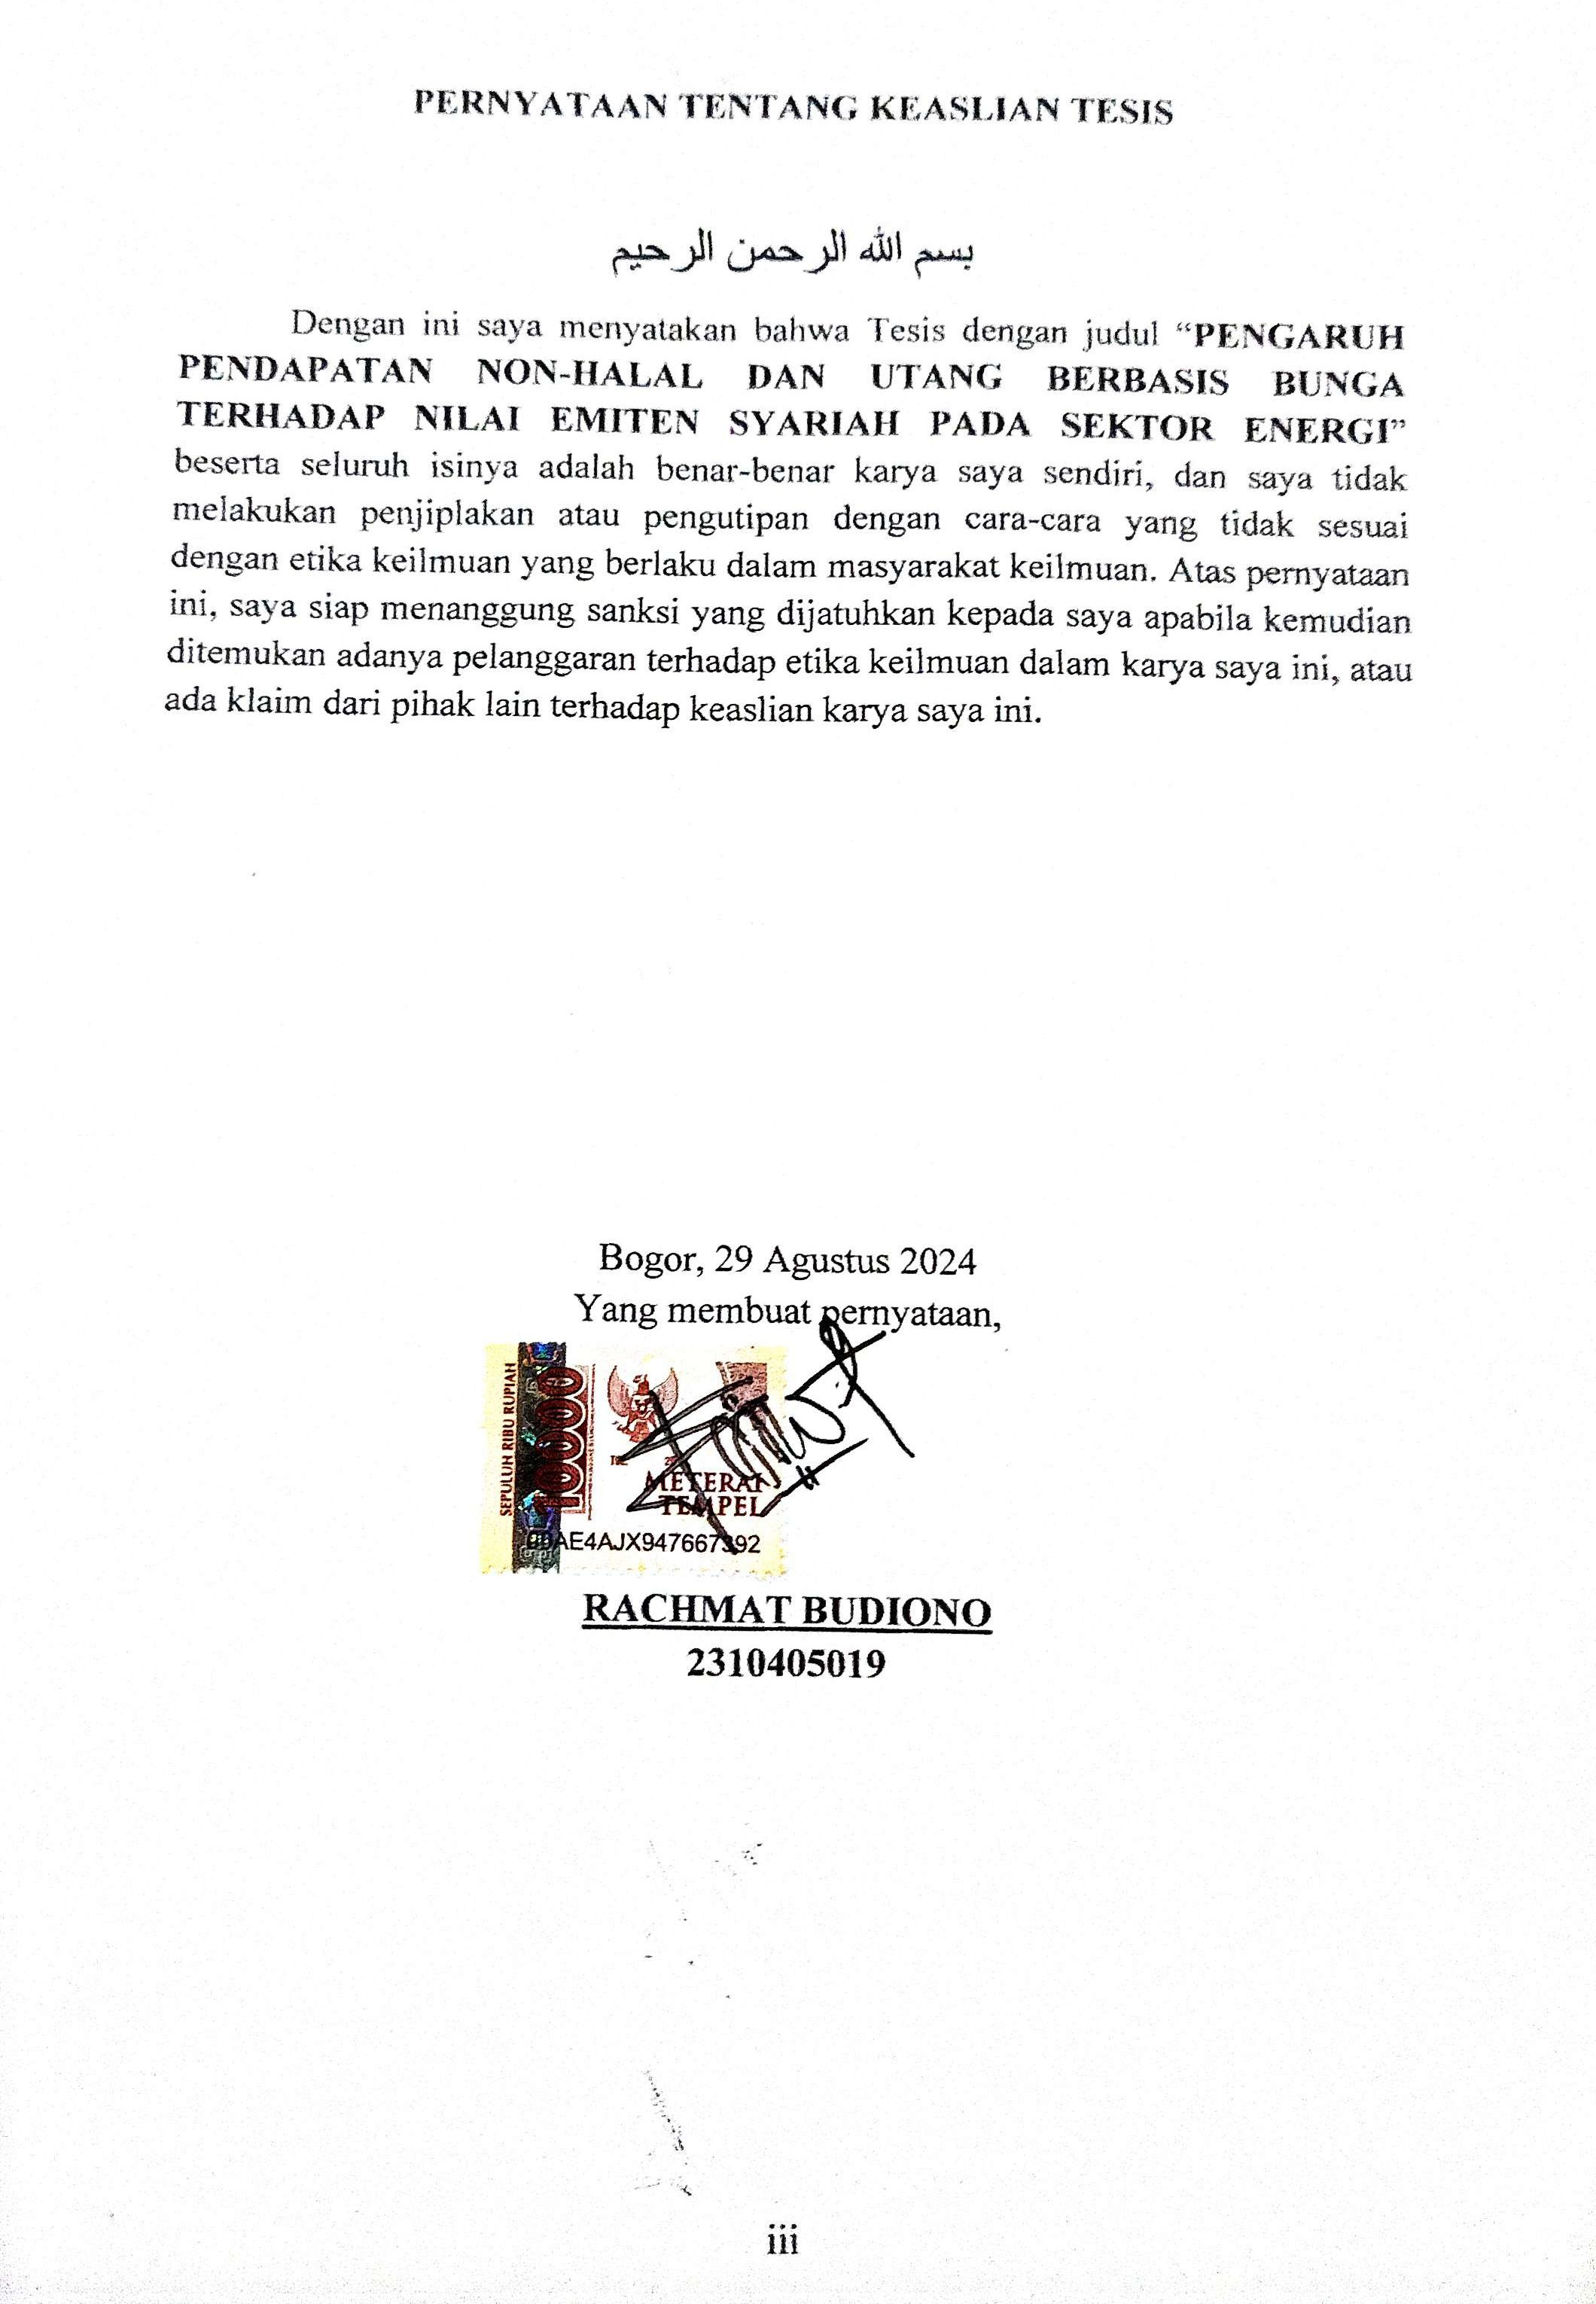 PERNYATAAN TENTANG KEASLIAN TESIS
بسم الله الرحمن الرحيم
Dengan ini saya menyatakan bahwa Tesis dengan judul “PENGARUH
PENDAPATAN NON-HALAL DAN UTANG BERBASIS BUNGA
TERHADAP NILAI EMITEN SYARIAH PADA SEKTOR ENERGI”
beserta seluruh isinya adalah benar-benar karya saya sendiri, dan saya tidak
melakukan penjiplakan atau pengutipan dengan cara-cara yang tidak sesuai
dengan etika keilmuan yang berlaku dalam masyarakat keilmuan. Atas pernyataan
ini, saya siap menanggung sanksi yang dijatuhkan kepada saya apabila kemudian
ditemukan adanya pelanggaran terhadap etika keilmuan dalam karya saya ini, atau
ada klaim dari pihak lain terhadap keaslian karya saya ini.
Bogor, 29 Agustus 2024
Yang membuat pernyataan,
SEPULUH RIBU RUPIAH
10000
METERAI
TEMPEL
RACHMAT BUDIONO
2310405019
iii